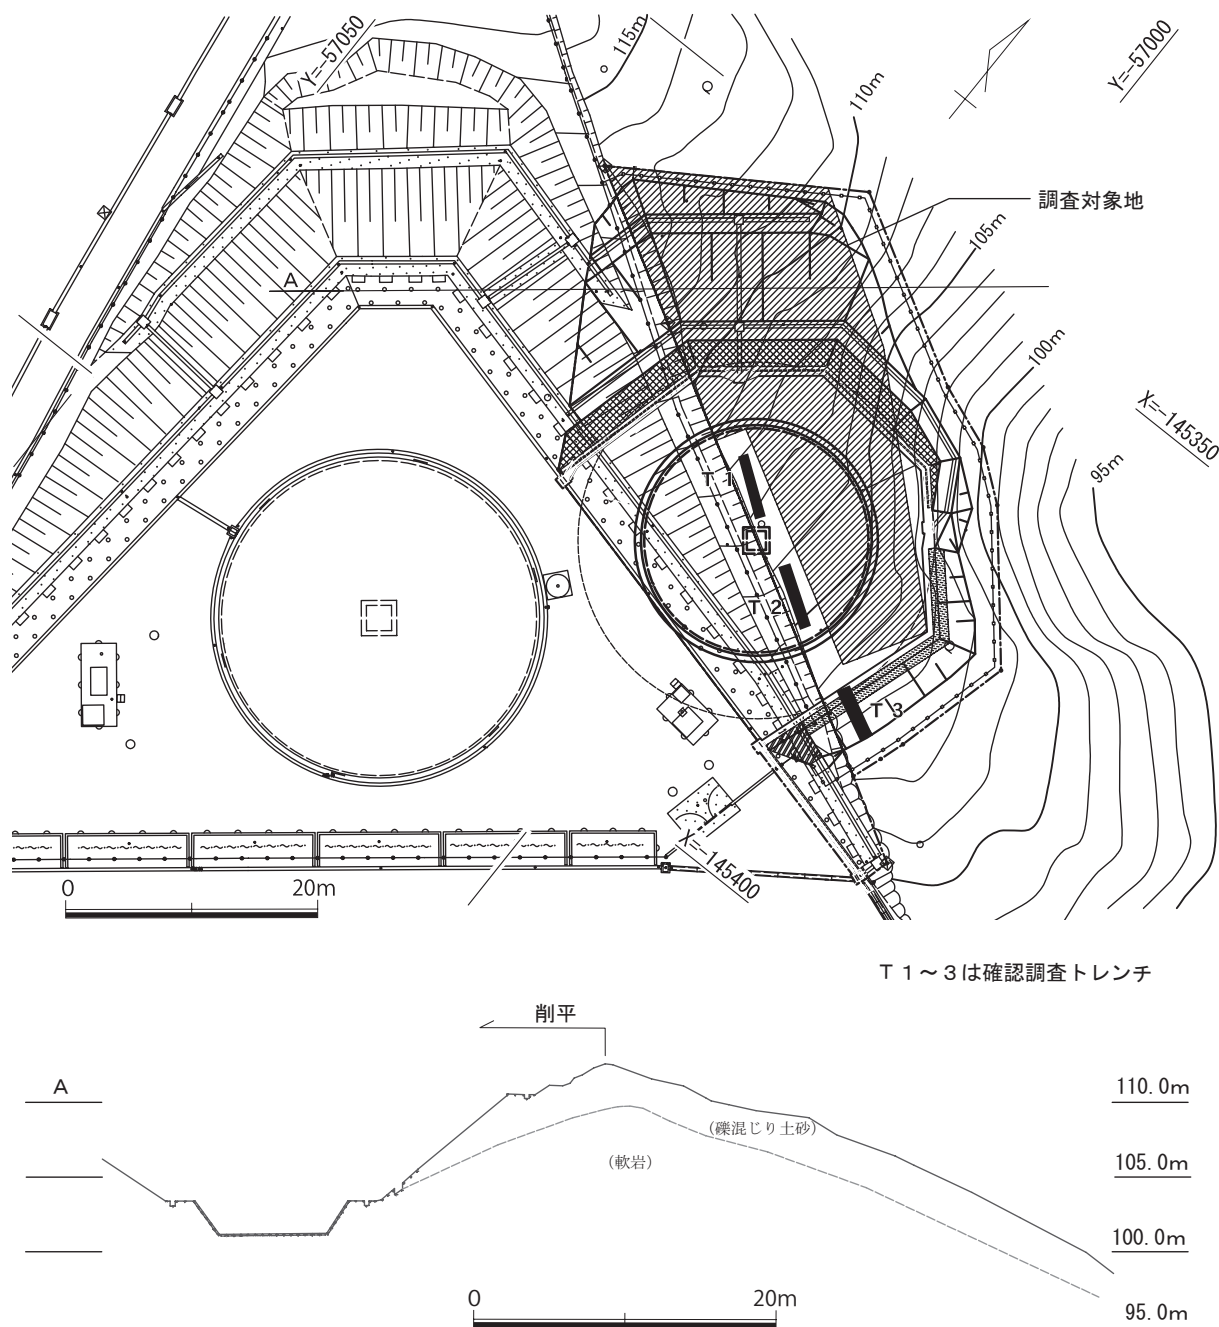 Y=-57050
115m
110m
Y=-57000
調査対象地
105m
A
100m
X=-145350
95m
T 1
T 2
T 3
X=-145400
0 20m
T 1～3は確認調査トレンチ
削平
A
110.0m
(礫混じり土砂)
(軟岩)
105.0m
100.0m
0 20m
95.0m